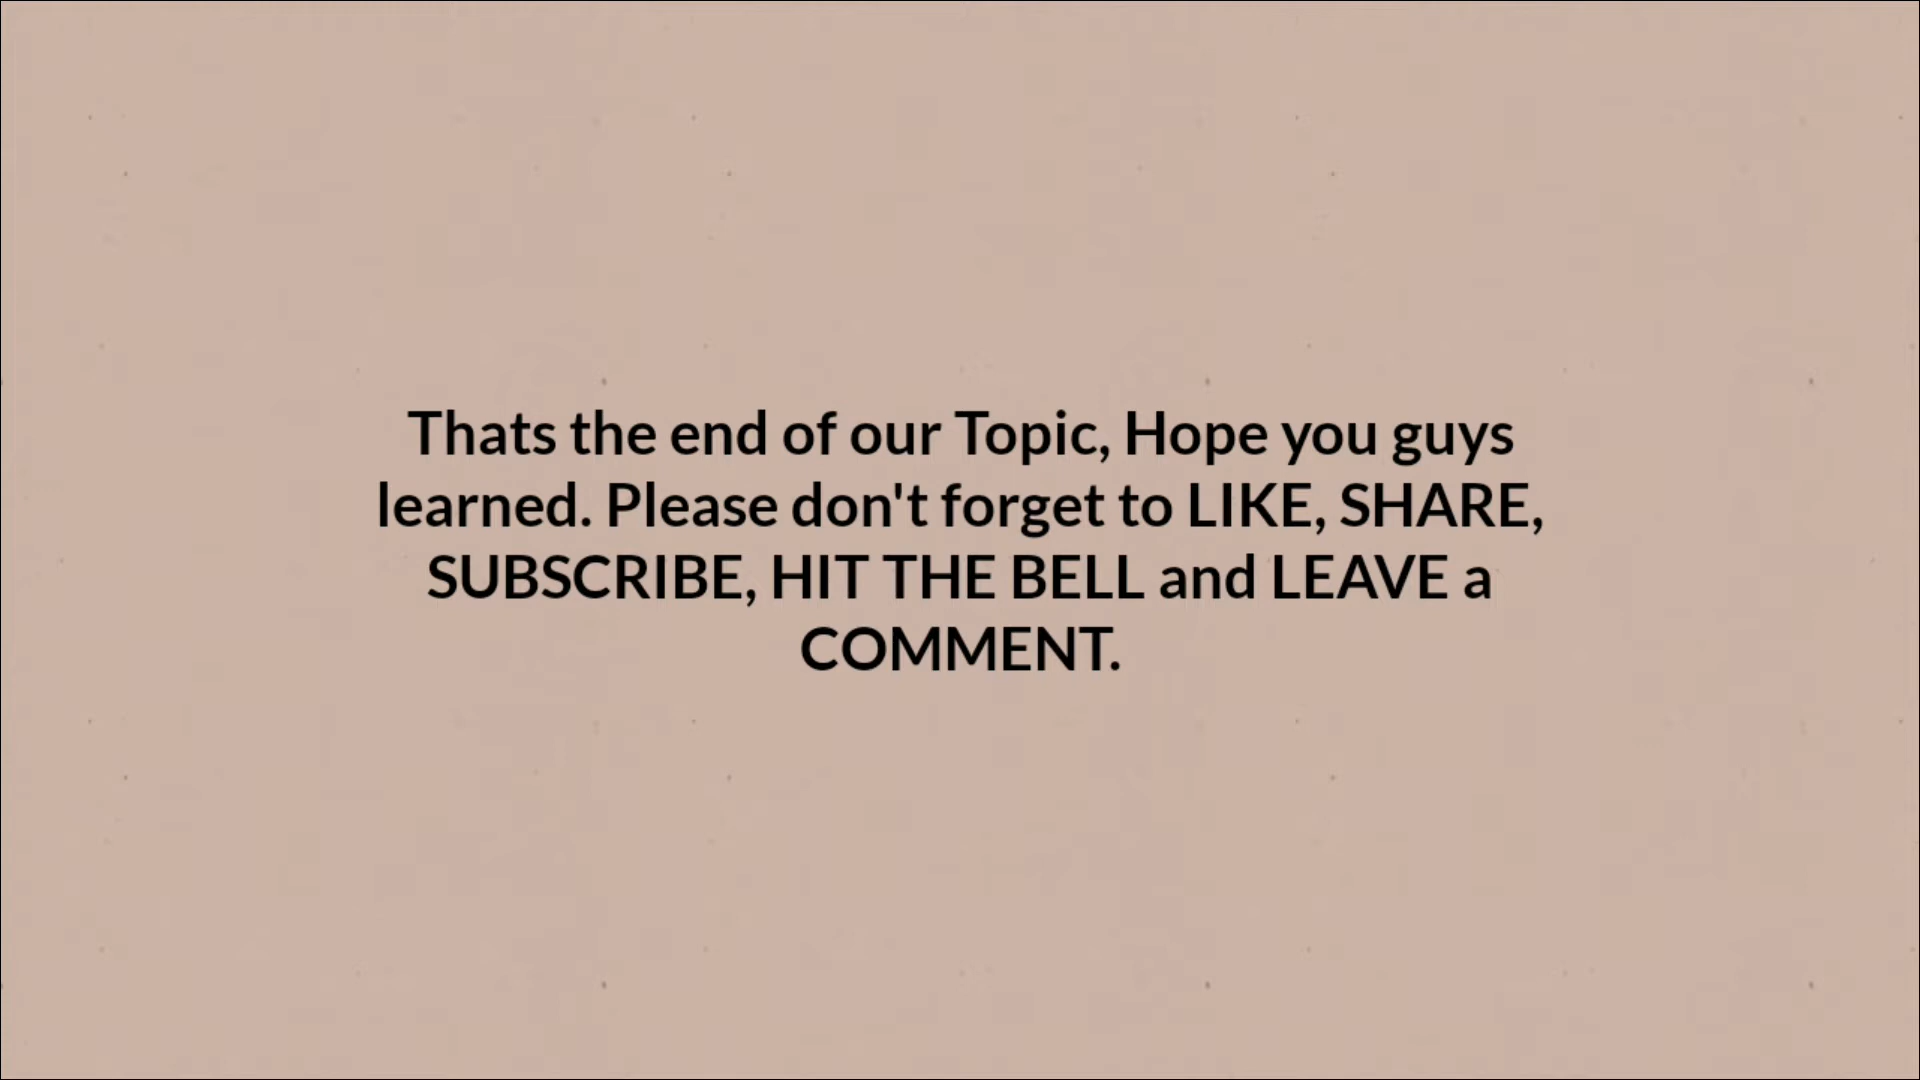 Thats the end of our Topic, Hope you guys
learned. Please don't forget to LIKE, SHARE,
SUBSCRIBE, HIT THE BELL and LEAVE a
COMMENT.